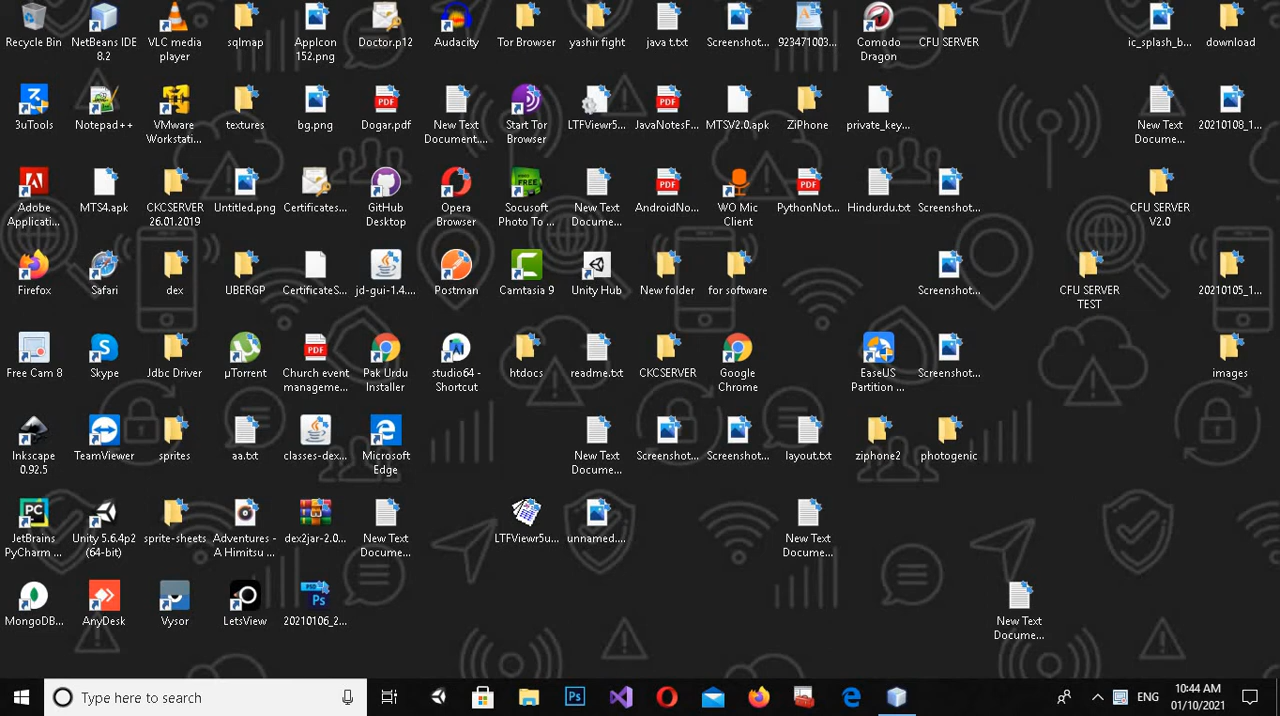 Recycle Bin
NetBeans IDE
8.2
VLC media
player
sqlmap
AppIcon
152.png
Doctor.p12
Audacity
Tor Browser
yashir fight
java t.txt
Screenshot...
923471003...
Comodo
Dragon
CFU SERVER
ic_splash_b...
download
3uTools
Notepad++
VMware
Workstati...
textures
bg.png
PDF
Dogar.pdf
New Text
Document....
Start Tor
Browser
LTFViewr5...
PDF
JavaNotesF...
MTSV2.0.apk
ZiPhone
private_key...
New Text
Docume...
20210108_1...
Adobe
Applicati...
MTS4.apk
CKCSERVER
26.01.2019
Untitled.png
Certificates...
GitHub
Desktop
Opera
Browser
FREE
Socusoft
Photo To ...
New Text
Docume...
PDF
AndroidNo...
WO Mic
Client
PDF
PythonNot...
Hindurdu.txt
Screenshot...
CFU SERVER
V2.0
Firefox
Safari
dex
UBERGP
CertificateS...
jd-gui-1.4....
Postman
Camtasia 9
Unity Hub
New folder
for software
Screenshot...
CFU SERVER
TEST
20210105_1...
Free Cam 8
Skype
Jdbc Driver
µTorrent
PDF
Church event
manageme...
Pak Urdu
Installer
studio64 -
Shortcut
htdocs
readme.txt
CKCSERVER
Google
Chrome
EaseUS
Partition ...
Screenshot...
images
Inkscape
0.92.5
TeamViewer
sprites
aa.txt
classes-dex...
Microsoft
Edge
New Text
Docume...
Screenshot...
Screenshot...
layout.txt
ziphone2
photogenic
PC
JetBrains
PyCharm ...
Unity 5.6.4p2
(64-bit)
sprite-sheets
Adventures -
A Himitsu ...
dex2jar-2.0...
New Text
Docume...
LTFViewr5u...
unnamed....
New Text
Docume...
MongoDB...
AnyDesk
Vysor
LetsView
Ps
20210106_2...
New Text
Docume...
Type here to search
Ps
ENG
:44 AM
01/10/2021